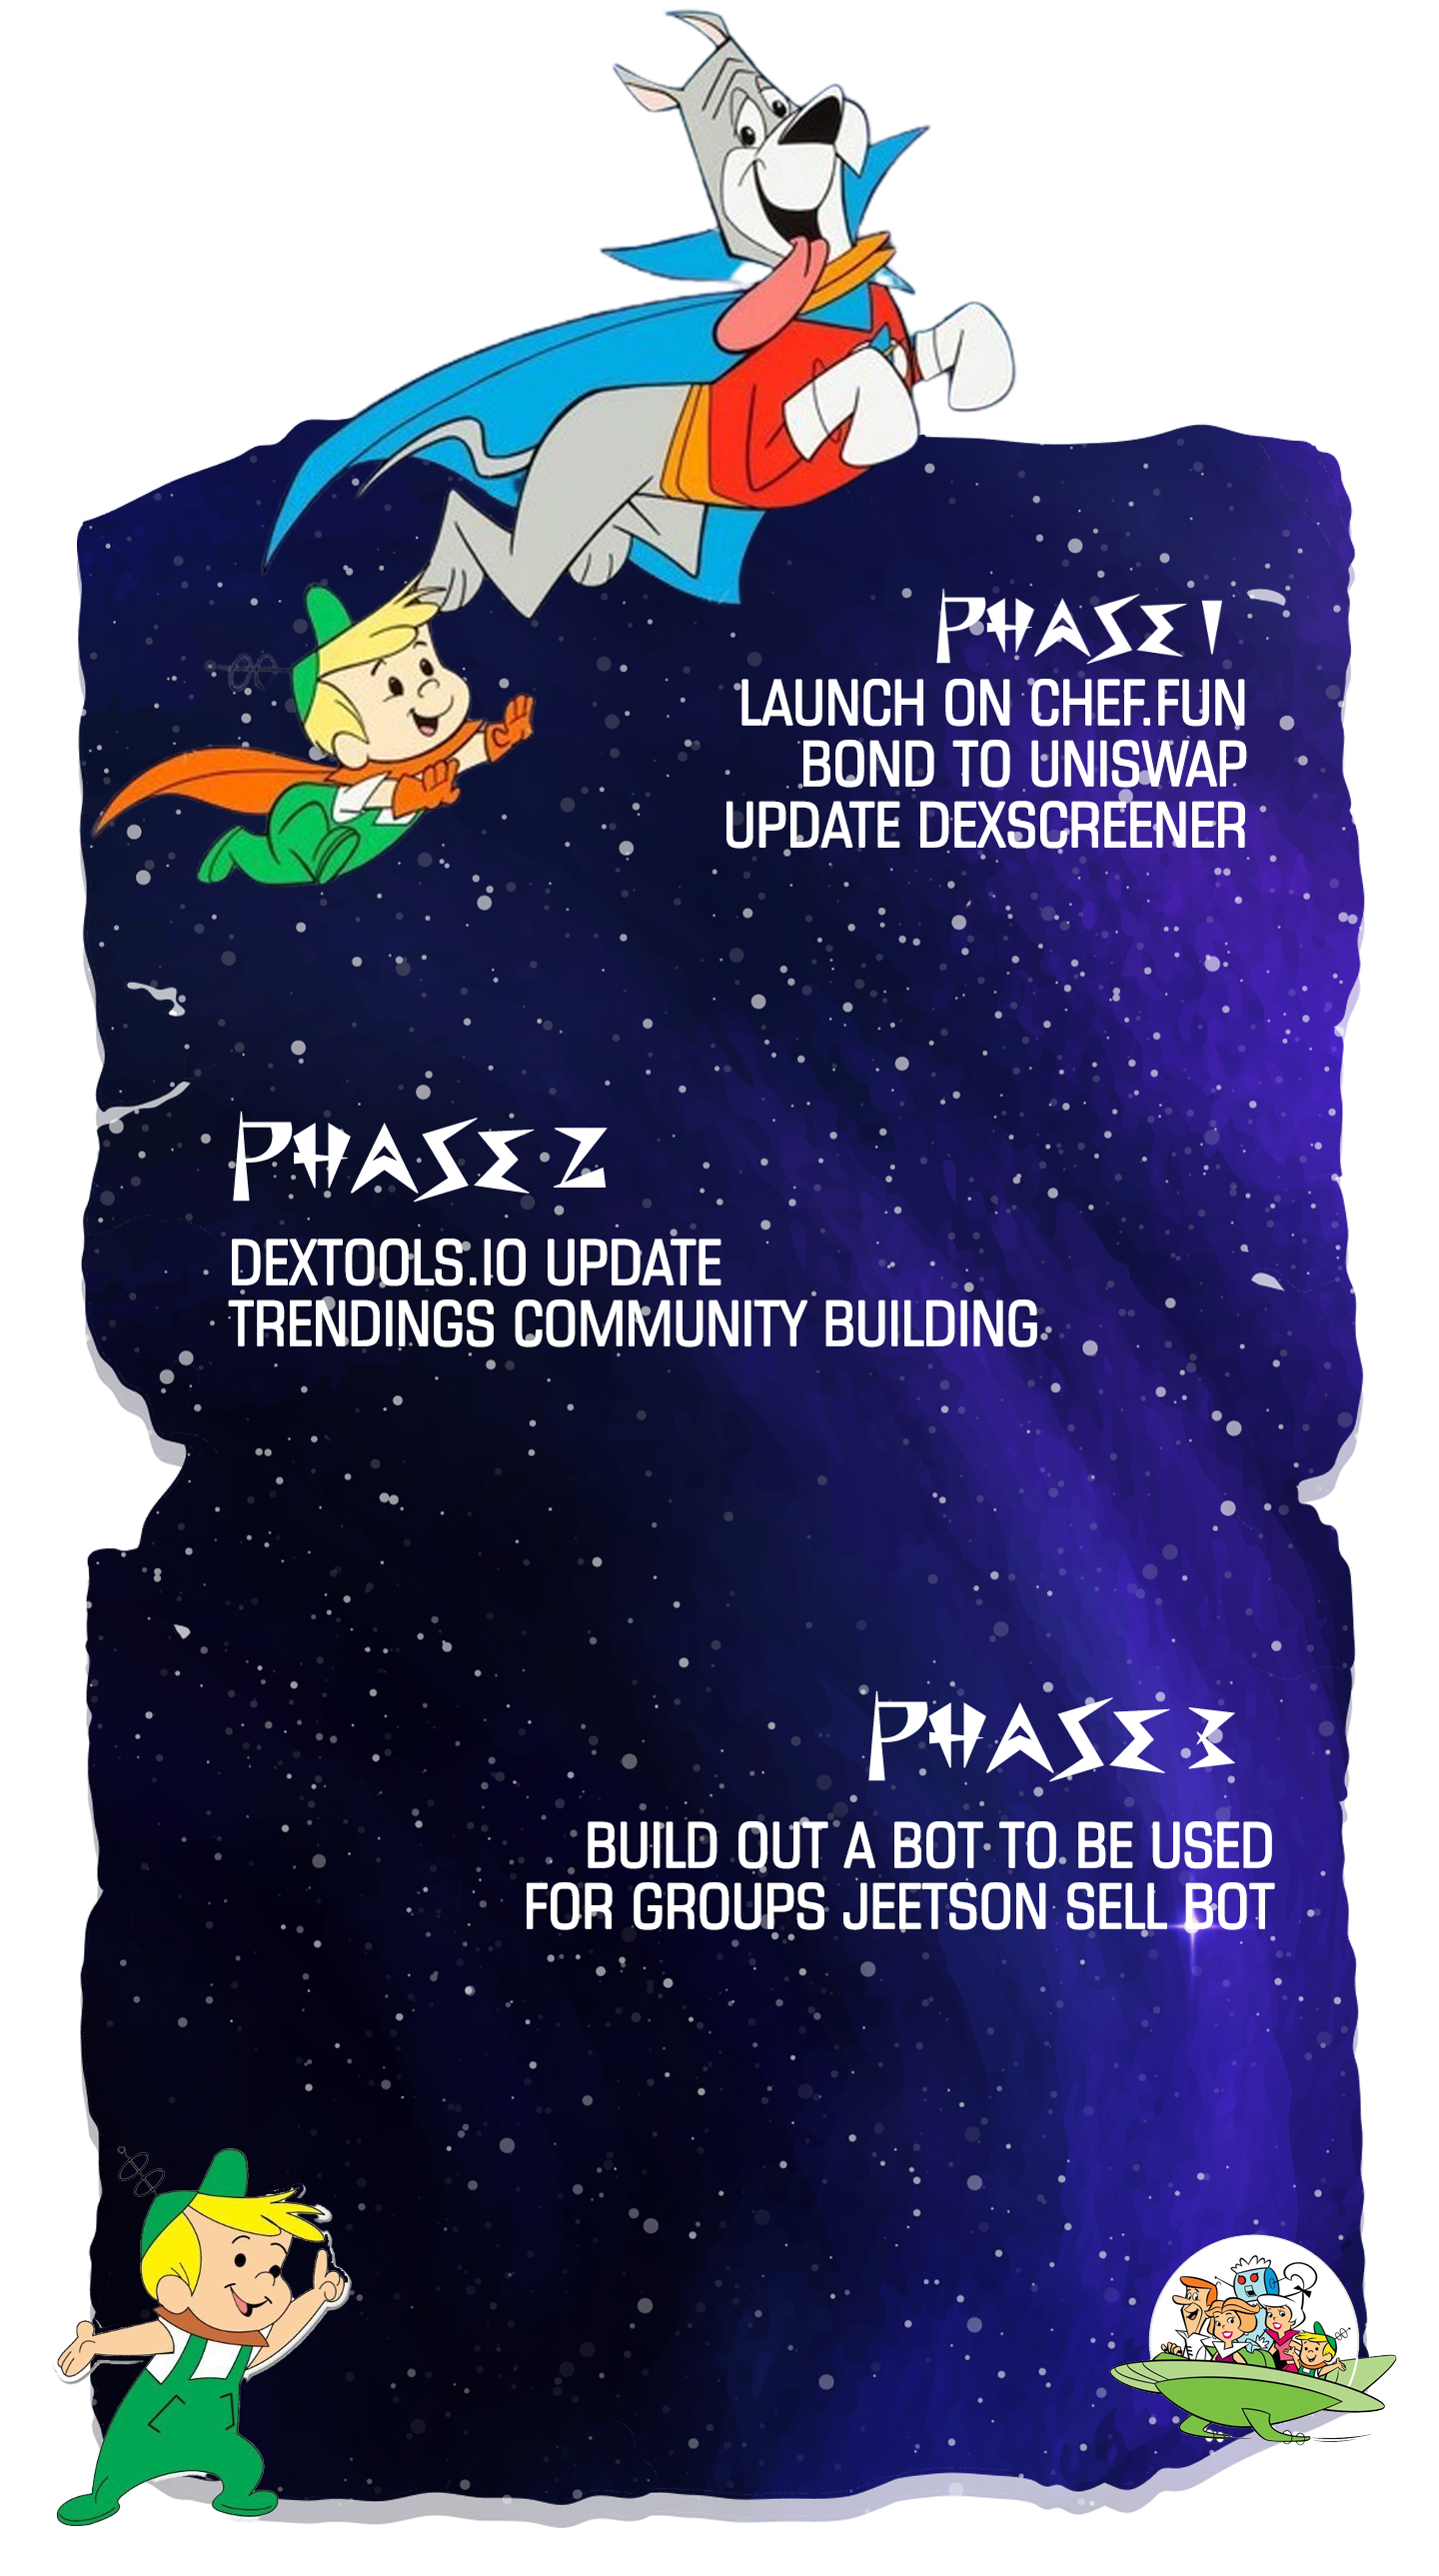 PHASE 1
LAUNCH ON CHEF.FUN
BOND TO UNISWAP
UPDATE DEXSCREENER
PHASE 2
DEXTOOLS.IO UPDATE
TRENDINGS COMMUNITY BUILDING
PHASE 3
BUILD OUT A BOT TO BE USED
FOR GROUPS JEETSON SELL BOT